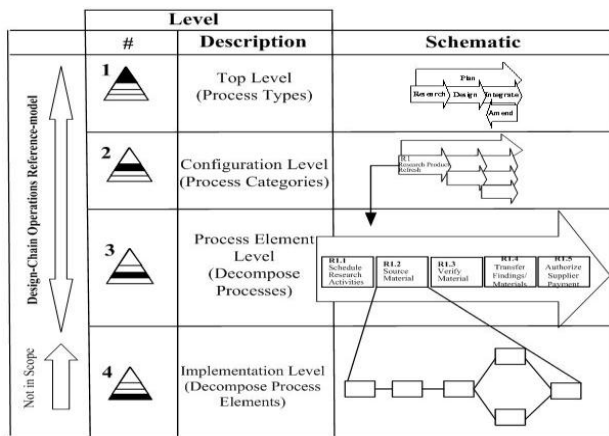 Level
#
Description
Schematic
Design-Chain Operations Reference-model
Not in Scope
1
Top Level
(Process Types)
Plan
Research
Design
Integrate
Amend
2
Configuration Level
(Process Categories)
R1
Research Product
Refresh
3
Process Element
Level
(Decompose
Processes)
R1.1
Schedule
Research
Activities
R1.2
Source
Material
R1.3
Verify
Material
R1.4
Transfer
Findings/
Materials
R1.5
Authorize
Supplier
Payment
4
Implementation Level
(Decompose Process
Elements)